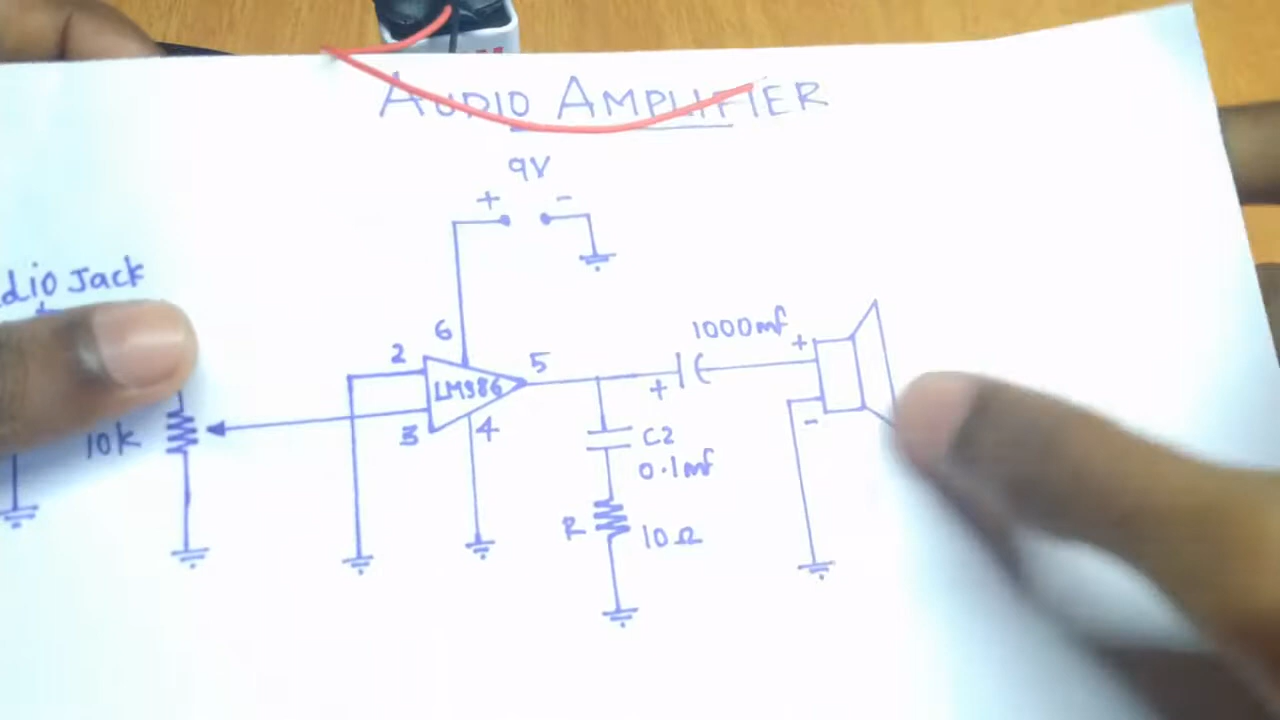 AUDIO AMPLIFIER
9V
+ -
dio Jack
6
2
5
1000mf
+
+
LM386
3
4
10k
-
C2
0.1mf
R
10Ω